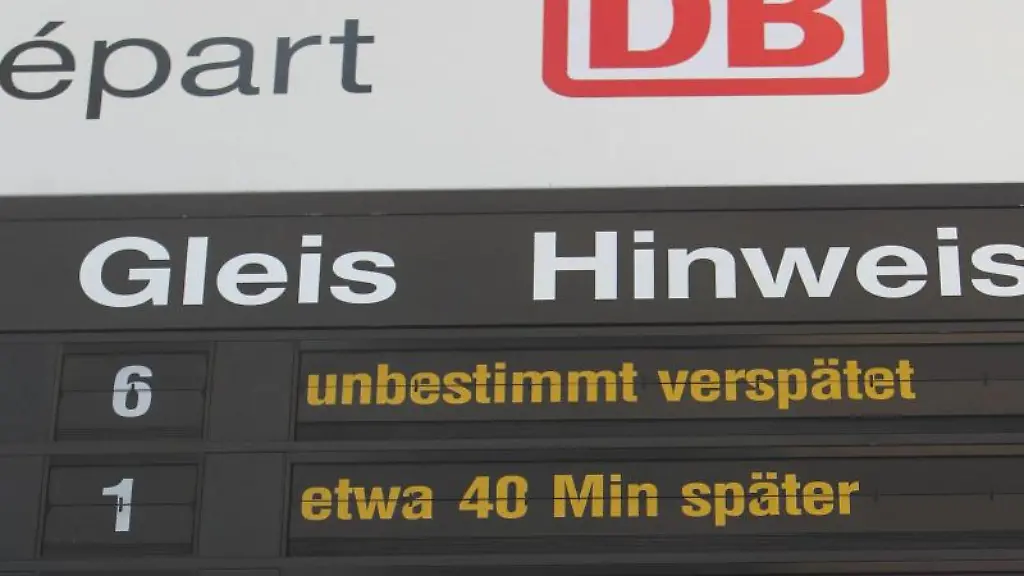 épart DB
Gleis Hinweis
6 unbestimmt verspätet
1 etwa 40 Min später